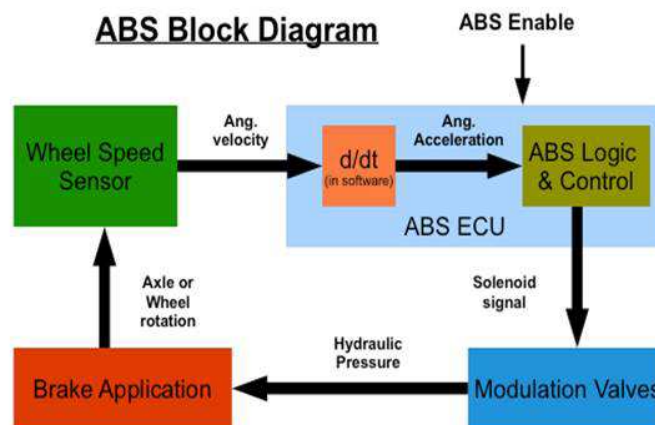 ABS Block Diagram
ABS Enable
Wheel Speed
Sensor
Ang.
velocity
d/dt
(in software)
Ang.
Acceleration
ABS Logic
& Control
ABS ECU
Axle or
Wheel
rotation
Solenoid
signal
Hydraulic
Pressure
Brake Application
Modulation Valves